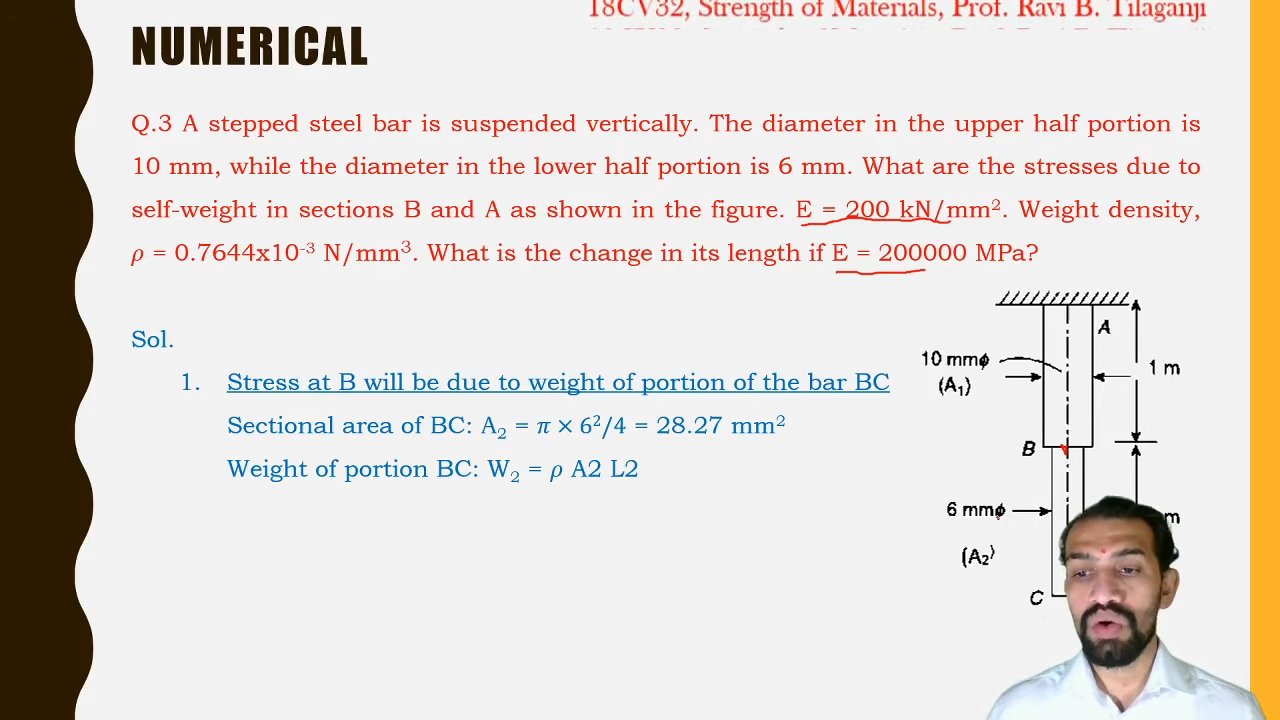 18CV32, Strength of Materials, Prof. Ravi B. Tilaganji
NUMERICAL
Q.3 A stepped steel bar is suspended vertically. The diameter in the upper half portion is
10 mm, while the diameter in the lower half portion is 6 mm. What are the stresses due to
self-weight in sections B and A as shown in the figure. E = 200 kN/mm². Weight density,
ρ = 0.7644x10⁻³ N/mm³. What is the change in its length if E = 200000 MPa?
Sol.
1. Stress at B will be due to weight of portion of the bar BC
Sectional area of BC: A₂ = π × 6²/4 = 28.27 mm²
Weight of portion BC: W₂ = ρ A2 L2
A
10 mmϕ
(A₁)
1 m
B
6 mmϕ
m
(A₂)
C